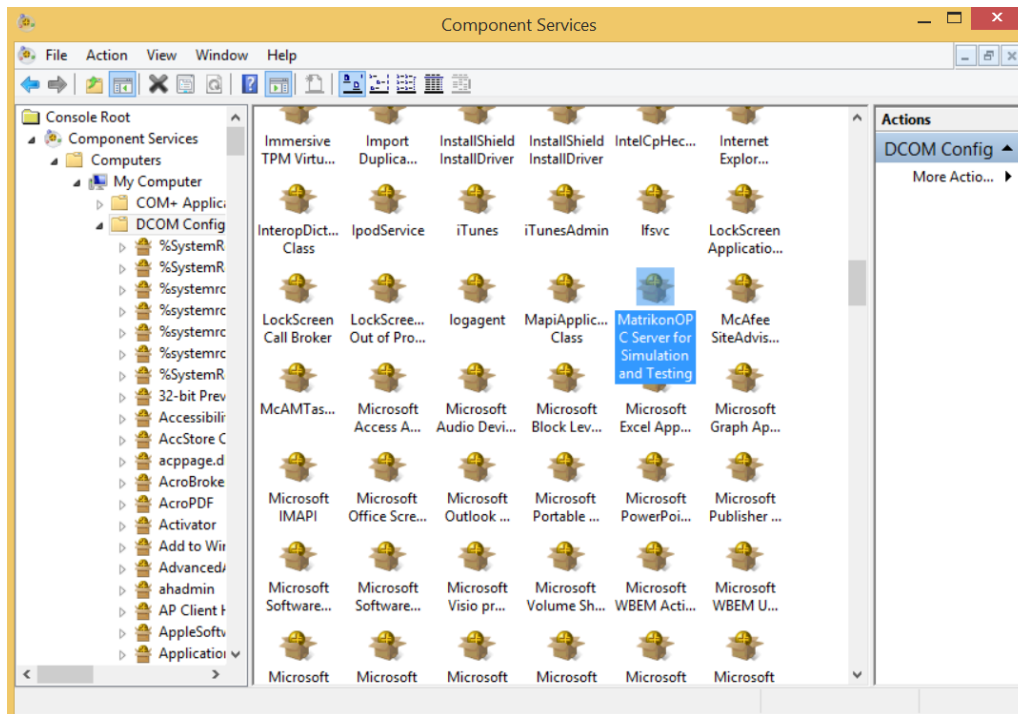 Component Services
File Action View Window Help
Console Root
Component Services
Computers
My Computer
COM+ Applic
DCOM Config
%SystemR
%SystemR
%systemrc
%systemrc
%systemrc
%systemrc
%SystemR
32-bit Prev
Accessibilit
AccStore C
acppage.d
AcroBroke
AcroPDF
Activator
Add to Win
Advanced
ahadmin
AP Client H
AppleSoftw
Application
Immersive
TPM Virtu...
Import
Duplica...
InstallShield
InstallDriver
InstallShield
InstallDriver
IntelCpHec...
Internet
Explor...
InteropDict...
Class
IpodService
iTunes
iTunesAdmin
lfsvc
LockScreen
Applicatio...
LockScreen
Call Broker
LockScree...
Out of Pro...
logagent
MapiApplic...
Class
MatrikonOP
C Server for
Simulation
and Testing
McAfee
SiteAdvis...
McAMTas...
Microsoft
Access A...
Microsoft
Audio Devi...
Microsoft
Block Lev...
Microsoft
Excel App...
Microsoft
Graph Ap...
Microsoft
IMAPI
Microsoft
Office Scre...
Microsoft
Outlook ...
Microsoft
Portable ...
Microsoft
PowerPoi...
Microsoft
Publisher ...
Microsoft
Software...
Microsoft
Software...
Microsoft
Visio pr...
Microsoft
Volume Sh...
Microsoft
WBEM Acti...
Microsoft
WBEM U...
Microsoft
Microsoft
Microsoft
Microsoft
Microsoft
Microsoft
Actions
DCOM Config
More Actio...